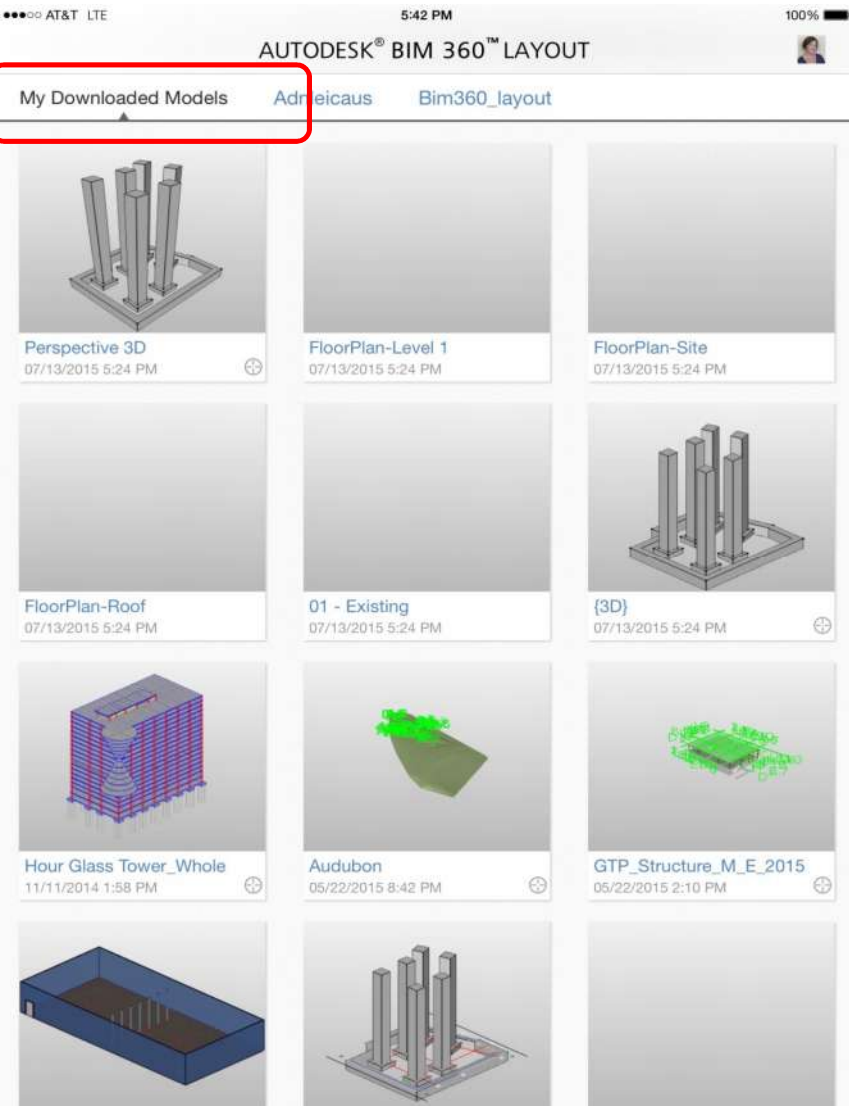 AT&T LTE 5:42 PM 100%
AUTODESK® BIM 360™ LAYOUT
My Downloaded Models Admleicaus Bim360_layout
Perspective 3D FloorPlan-Level 1 FloorPlan-Site
07/13/2015 5:24 PM 07/13/2015 5:24 PM 07/13/2015 5:24 PM
FloorPlan-Roof 01 - Existing {3D}
07/13/2015 5:24 PM 07/13/2015 5:24 PM 07/13/2015 5:24 PM
Hour Glass Tower_Whole Audubon GTP_Structure_M_E_2015
11/11/2014 1:58 PM 05/22/2015 8:42 PM 05/22/2015 2:10 PM